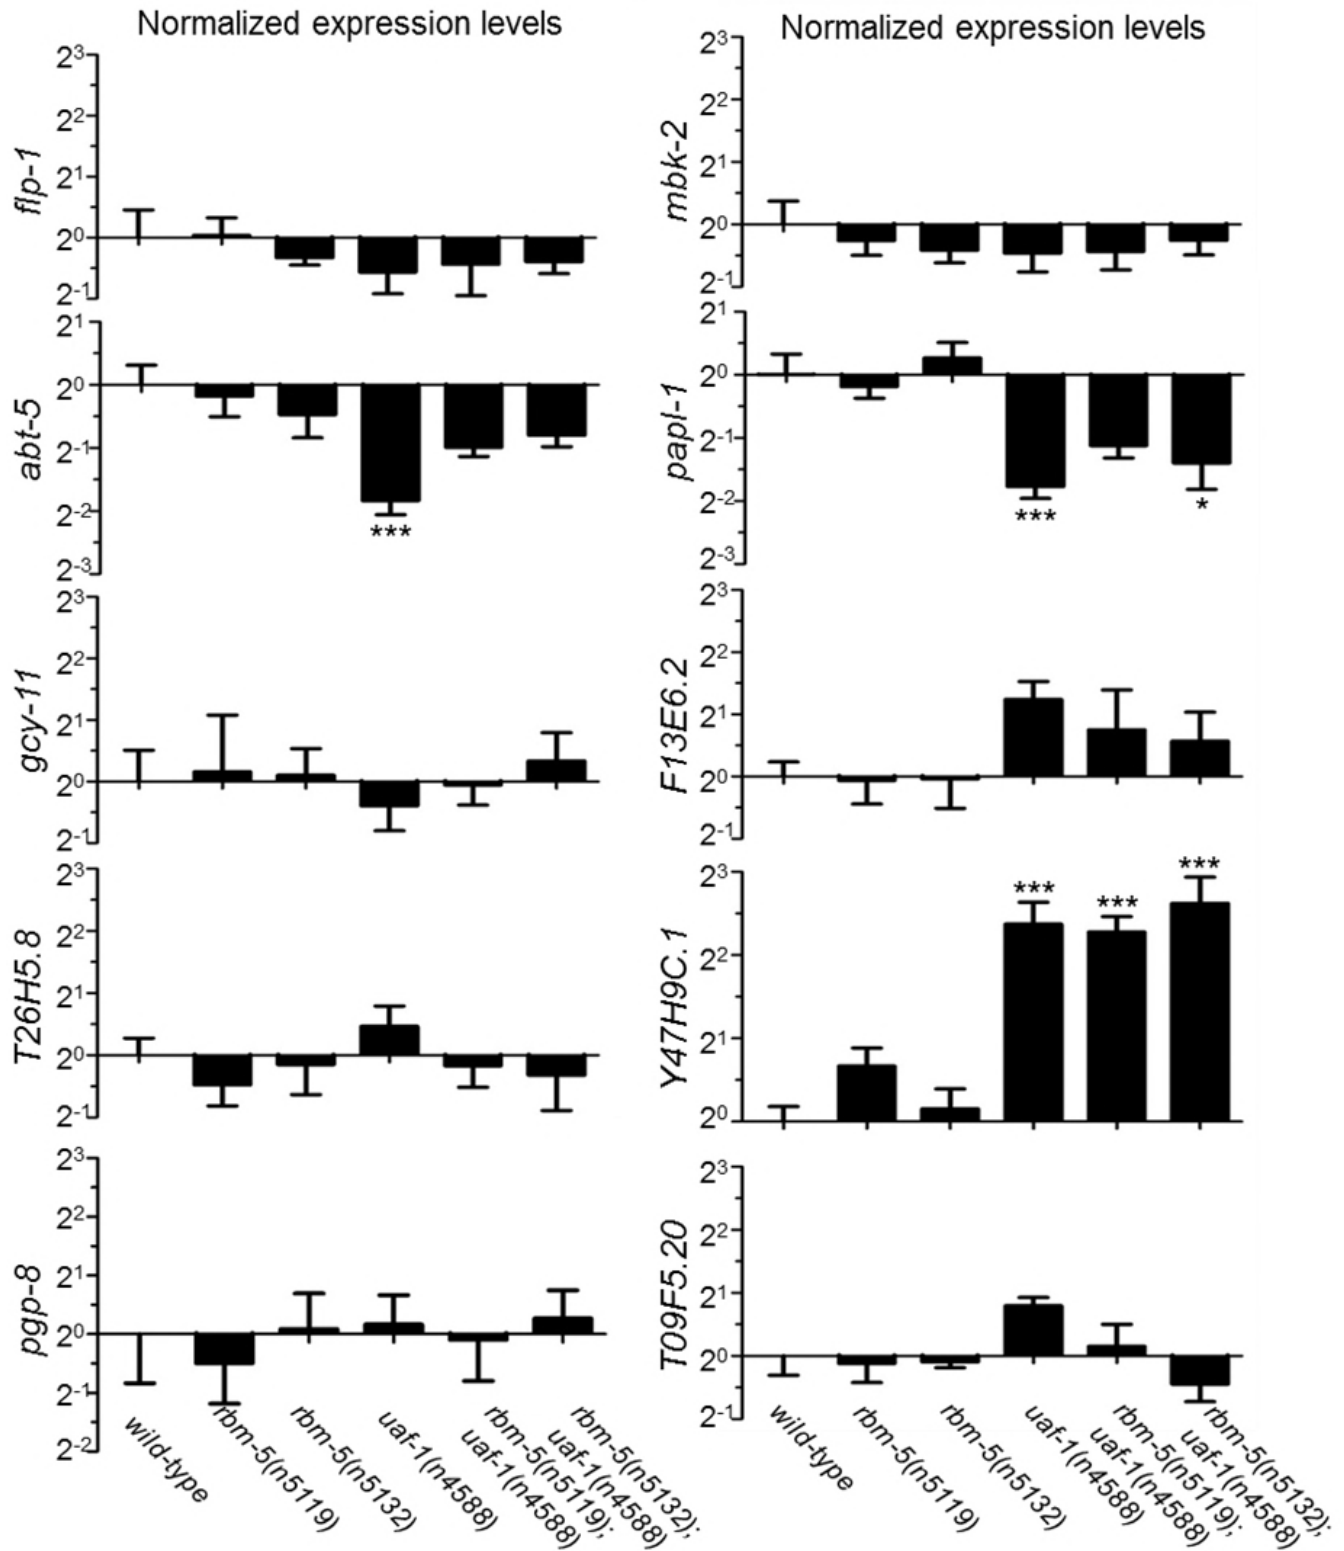 Normalized expression levels
flp-1
2^3
2^2
2^1
2^0
2^-1
abt-5
2^1
2^0
2^-1
2^-2
2^-3
***
gcy-11
2^3
2^2
2^1
2^0
2^-1
T26H5.8
2^3
2^2
2^1
2^0
2^-1
pgp-8
2^3
2^2
2^1
2^0
2^-1
2^-2
wild-type
rbm-5(n5119)
rbm-5(n5132)
uaf-1(n4588)
rbm-5(n5119);
uaf-1(n4588)
rbm-5(n5132);
uaf-1(n4588)
Normalized expression levels
mbk-2
2^3
2^2
2^1
2^0
2^-1
papl-1
2^1
2^0
2^-1
2^-2
2^-3
***
*
F13E6.2
2^3
2^2
2^1
2^0
2^-1
Y47H9C.1
2^3
2^2
2^1
2^0
***
***
***
T09F5.20
2^3
2^2
2^1
2^0
2^-1
wild-type
rbm-5(n5119)
rbm-5(n5132)
uaf-1(n4588)
rbm-5(n5119);
uaf-1(n4588)
rbm-5(n5132);
uaf-1(n4588)